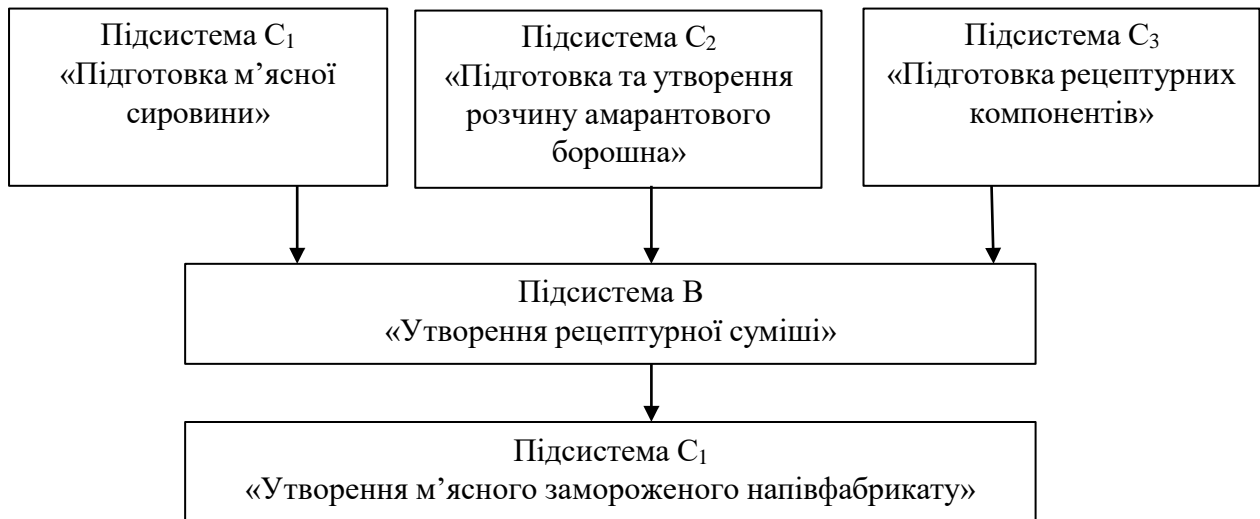 Підсистема С₁
«Підготовка м’ясної
сировини»
Підсистема С₂
«Підготовка та утворення
розчину амарантового
борошна»
Підсистема С₃
«Підготовка рецептурних
компонентів»
Підсистема В
«Утворення рецептурної суміші»
Підсистема С₁
«Утворення м’ясного замороженого напівфабрикату»